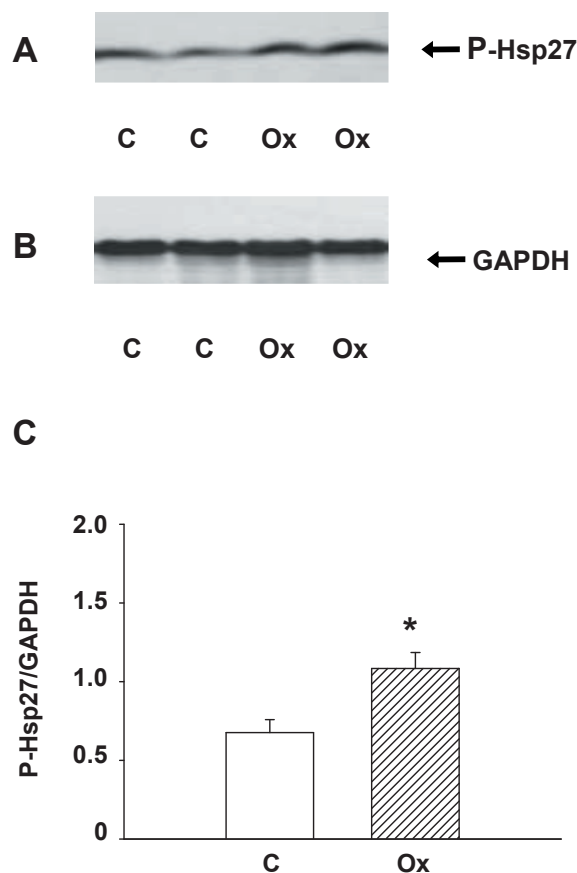 A
P-Hsp27
C C Ox Ox
B
GAPDH
C C Ox Ox
C
2.0
1.5
1.0
0.5
0
P-Hsp27/GAPDH
*
C Ox